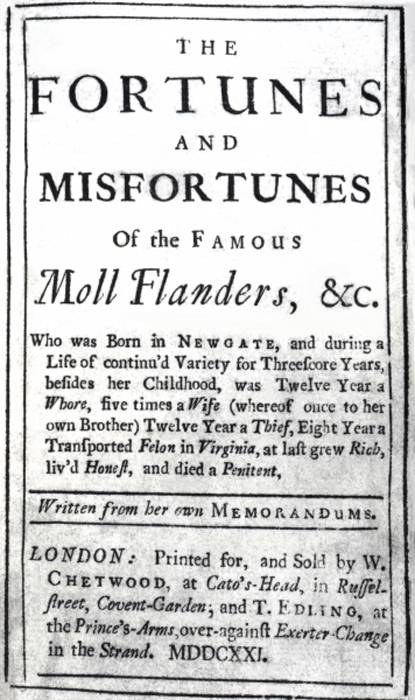 THE
FORTUNES
AND
MISFORTUNES
Of the FAMOUS
Moll Flanders, &c.
Who was Born in NEWGATE, and during a
Life of continu'd Variety for Threeſcore Years,
beſides her Childhood, was Twelve Year a
Whore, five times a Wife (whereof once to her
own Brother) Twelve Year a Thief, Eight Year a
Tranſported Felon in Virginia, at laſt grew Rich,
liv'd Honeſt, and died a Penitent,
Written from her own MEMORANDUMS.
LONDON: Printed for, and Sold by W.
CHETWOOD, at Cato's-Head, in Ruſſel-
ſtreet, Covent-Garden; and T. EDLING, at
the Prince's-Arms, over-againſt Exerter-Change
in the Strand. MDDCXXI.